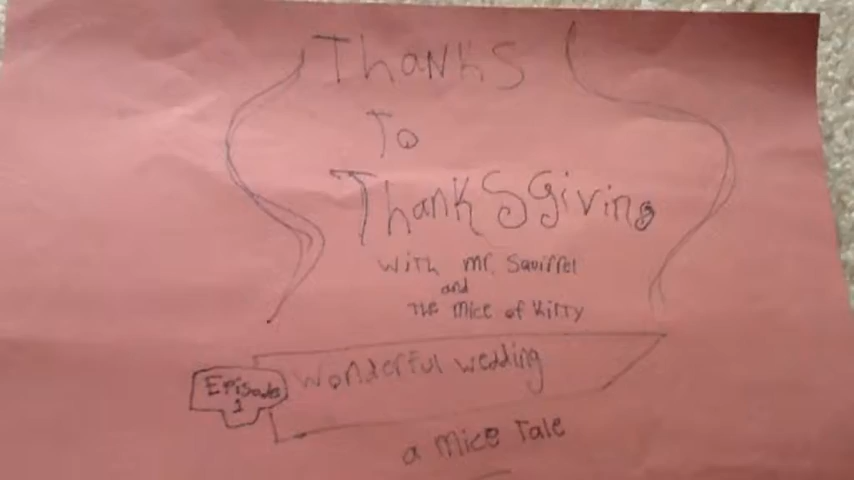 Thanks
To
Thanksgiving
with mr. Squirrel
and
The mice of Kitty
Episode
1
wonderful wedding
a mice Tale